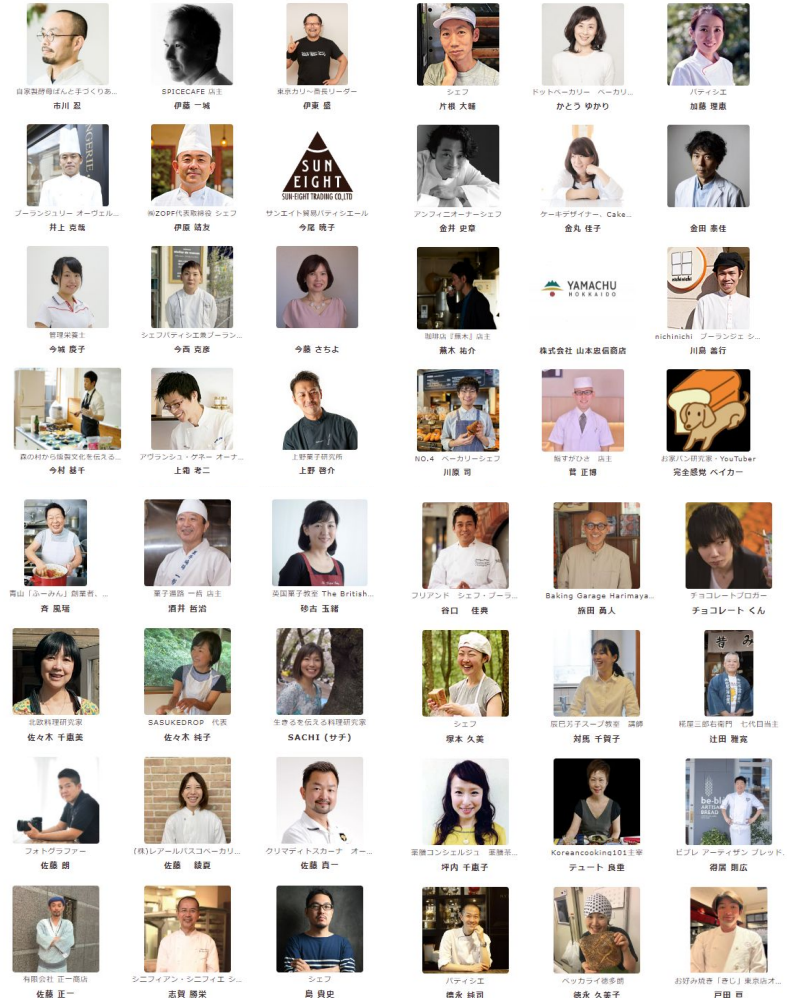 自家製酵母ぱんと手づくりあ…
市川 忍
SPICECAFE 店主
伊藤 一城
東京カリ〜番長リーダー
伊東 盛
シェフ
片根 大輔
ドットベーカリー ベーカリ…
かとう ゆかり
パティシエ
加藤 理恵
ブーランジュリー オーヴェル…
井上 克哉
㈱ZOPF代表取締役 シェフ
伊原 靖友
SUN
EIGHT
SUN-EIGHT TRADING CO.,LTD
サンエイト貿易パティシエール
今尾 暁子
アンフィニオーナーシェフ
金井 史章
ケーキデザイナー、Cake…
金丸 佳子
金田 泰佳
管理栄養士
今城 慶子
シェフパティシエ兼ブーラン…
今西 克彦
今藤 さちよ
珈琲店『蕪木』店主
蕪木 祐介
YAMACHU
HOKKAIDO
株式会社 山本忠信商店
nichinichi ブーランジェ シ…
川島 善行
森の村から燻製文化を伝える…
今村 基千
アヴランシュ・ゲネー オーナ…
上霜 考二
上野菓子研究所
上野 啓介
NO.4 ベーカリーシェフ
川原 司
鮨すがひさ 店主
菅 正博
お家パン研究家・YouTuber
完全感覚 ベイカー
青山「ふーみん」創業者、…
斉 風瑞
菓子道路 一哲 店主
酒井 哲治
英国菓子教室 The British…
砂古 玉緒
フリアンド シェフ・ブーラ…
谷口 佳典
Baking Garage Harimaya…
旅田 眞人
チョコレートブロガー
チョコレート くん
北欧料理研究家
佐々木 千恵美
SASUKEDROP 代表
佐々木 純子
生きるを伝える料理研究家
SACHI (サチ)
シェフ
塚本 久美
辰巳芳子スープ教室 講師
対馬 千賀子
昔 み
糀屋三郎右衛門 七代目当主
辻田 雅寛
フォトグラファー
佐藤 朗
(株)レアールパスコベーカリ…
佐藤 綾夏
クリマディトスカーナ オー…
佐藤 真一
薬膳コンシェルジュ 薬膳茶…
坪内 千恵子
Koreancooking101主宰
テュート 良重
be-ble
ARTISAN
BREAD
ビブレ アーティザン ブレッド
得居 剛広
有限会社 正一商店
佐藤 正一
シニフィアン・シニフィエ シ…
志賀 勝栄
シェフ
島 貴史
パティシエ
徳永 純司
ベッカライ徳多朗
徳永 久美子
お好み焼き「きじ」東京店オ…
戸田 良